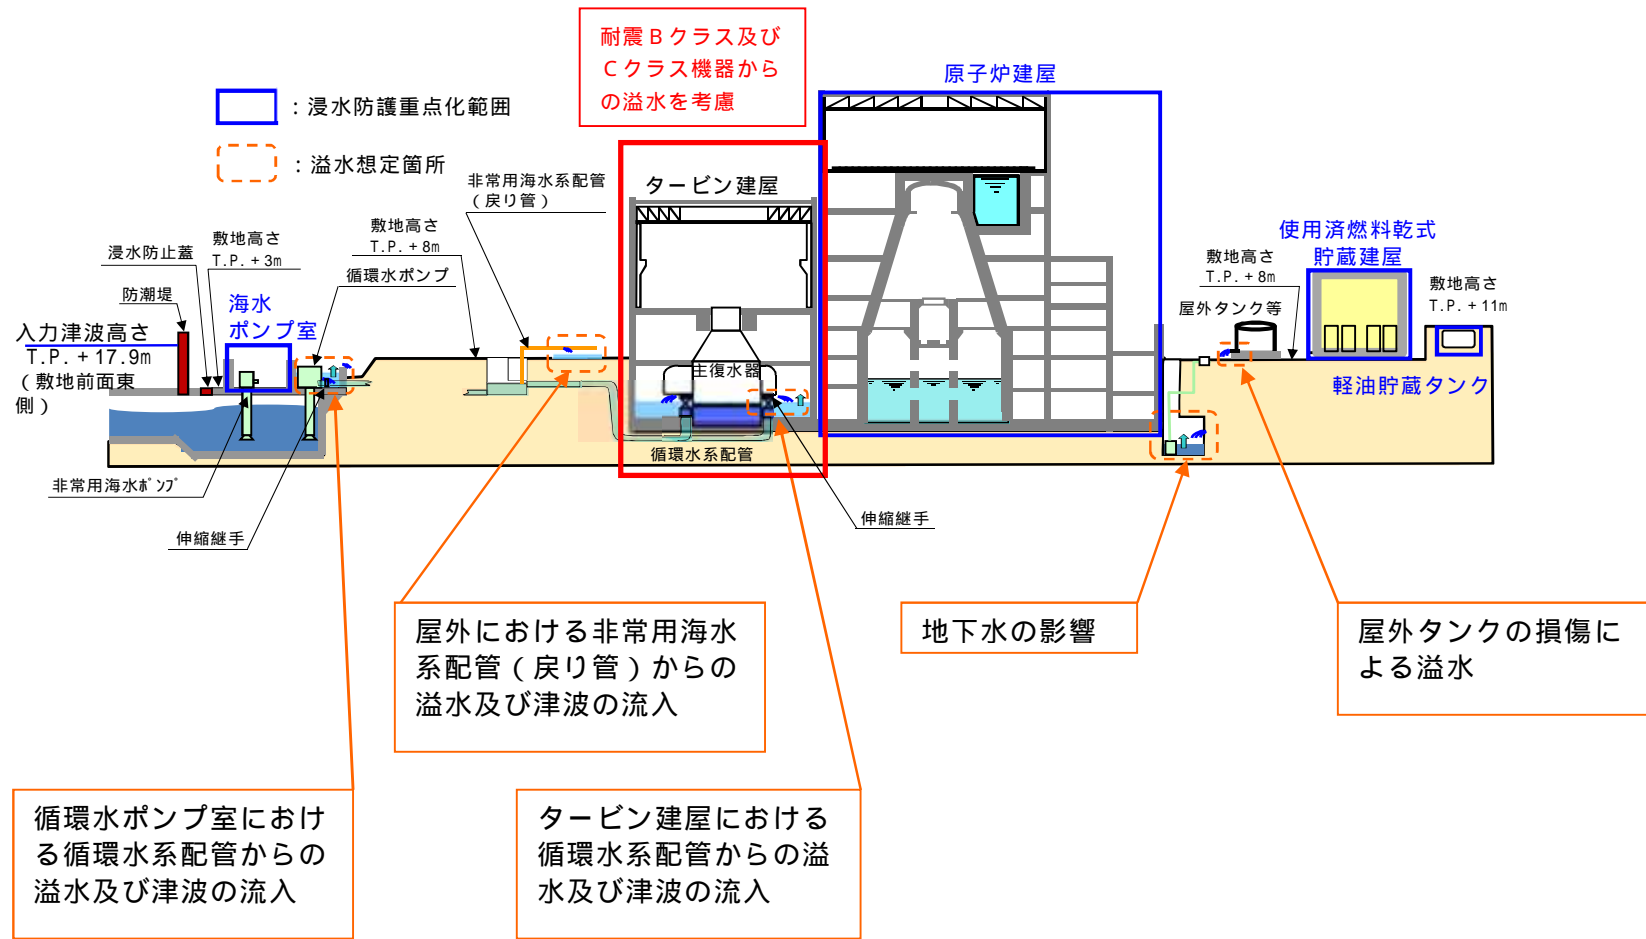 耐震Ｂクラス及び
Ｃクラス機器から
の溢水を考慮
原子炉建屋
：浸水防護重点化範囲
：溢水想定箇所
非常用海水系配管
（戻り管）
タービン建屋
敷地高さ
T.P.＋8m
循環水ポンプ
敷地高さ
T.P.＋3m
浸水防止蓋
防潮堤
海水
ポンプ室
入力津波高さ
T.P.＋17.9m
（敷地前面東
側）
主復水器
循環水系配管
非常用海水ﾎﾟﾝﾌﾟ
伸縮継手
伸縮継手
使用済燃料乾式
貯蔵建屋
敷地高さ
T.P.＋8m
屋外タンク等
敷地高さ
T.P.＋11m
軽油貯蔵タンク
屋外における非常用海水
系配管（戻り管）からの
溢水及び津波の流入
地下水の影響
屋外タンクの損傷に
よる溢水
循環水ポンプ室におけ
る循環水系配管からの
溢水及び津波の流入
タービン建屋における
循環水系配管からの溢
水及び津波の流入